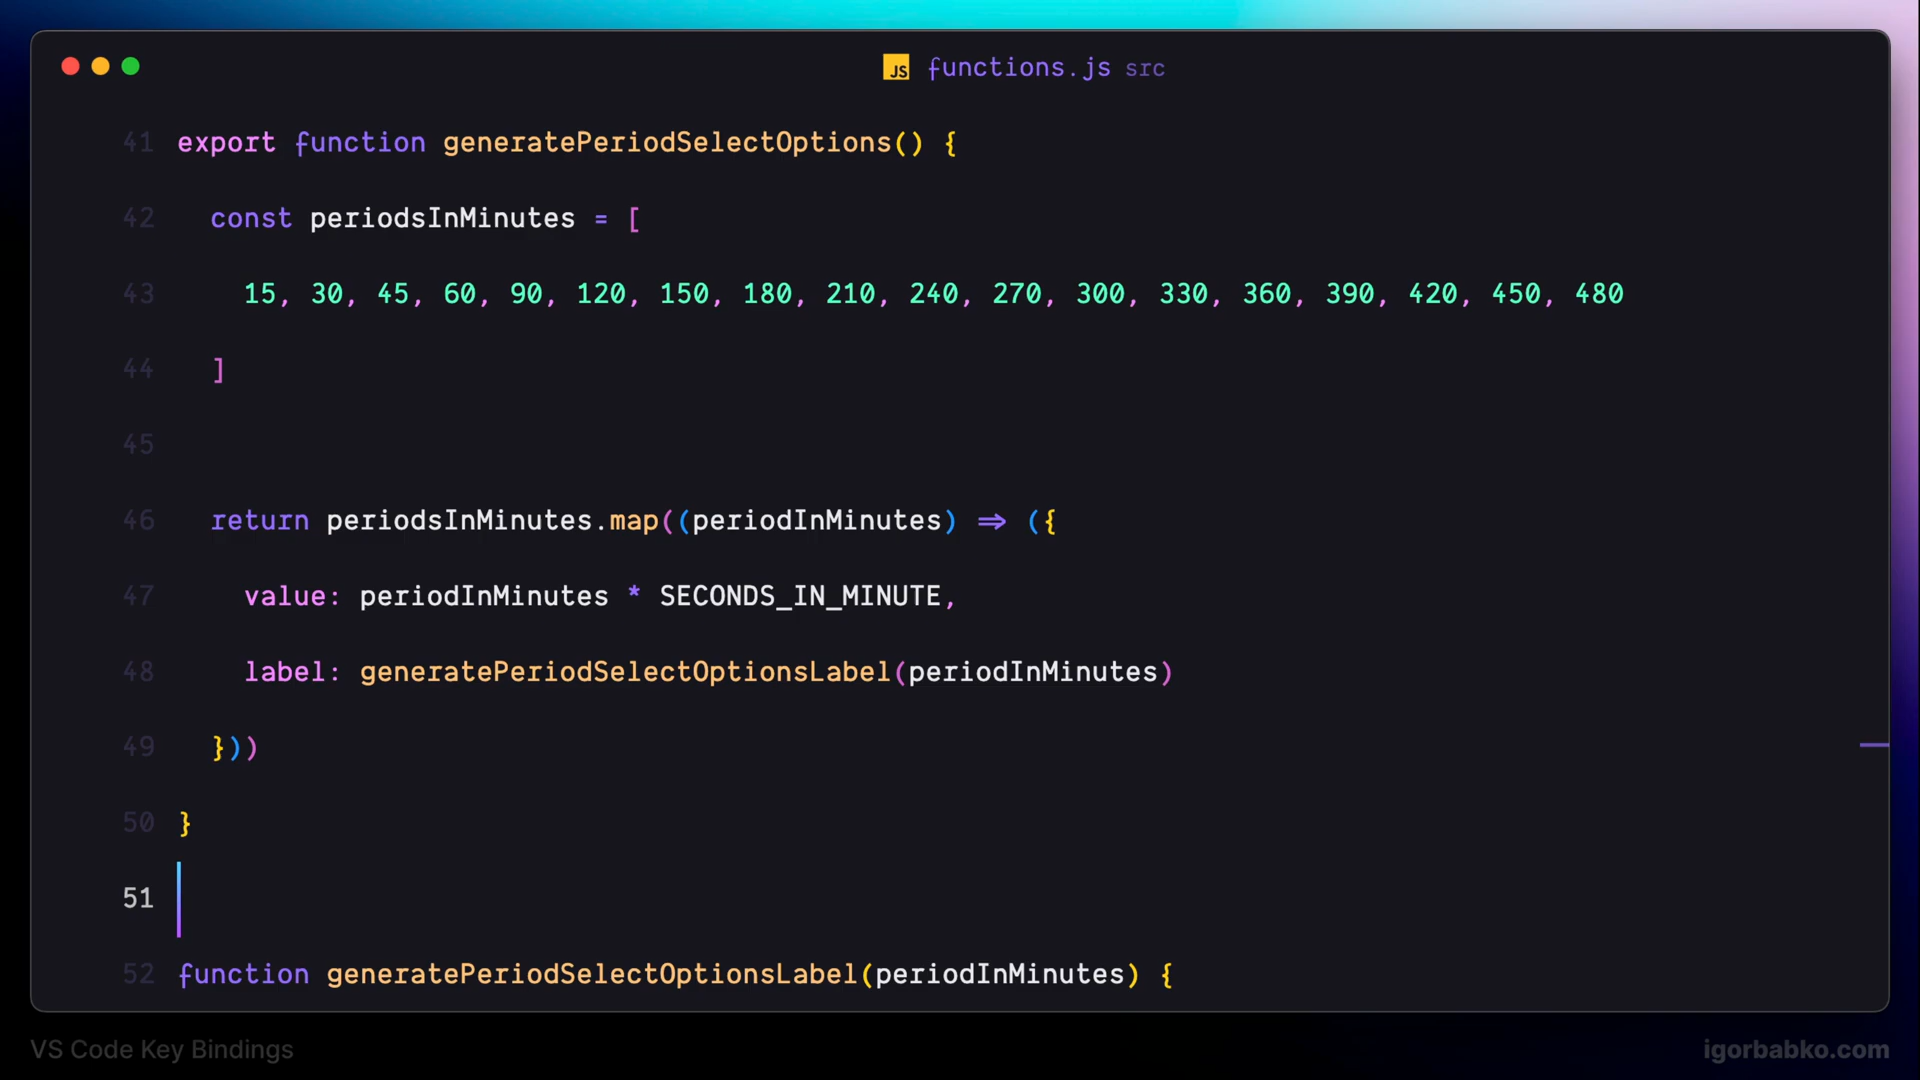 JS functions.js src
41 export function generatePeriodSelectOptions() {
42 const periodsInMinutes = [
43 15, 30, 45, 60, 90, 120, 150, 180, 210, 240, 270, 300, 330, 360, 390, 420, 450, 480
44 ]
45
46 return periodsInMinutes.map((periodInMinutes) => ({
47 value: periodInMinutes * SECONDS_IN_MINUTE,
48 label: generatePeriodSelectOptionsLabel(periodInMinutes)
49 }))
50 }
51
52 function generatePeriodSelectOptionsLabel(periodInMinutes) {
VS Code Key Bindings
igorbabko.com